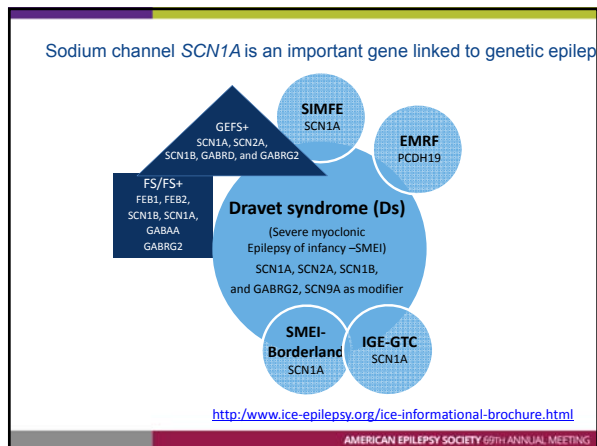 Sodium channel SCN1A is an important gene linked to genetic epilep
SIMFE
SCN1A
GEFS+
SCN1A, SCN2A,
SCN1B, GABRD, and GABRG2
EMRF
PCDH19
FS/FS+
FEB1, FEB2,
SCN1B, SCN1A,
GABAA
GABRG2
Dravet syndrome (Ds)
(Severe myoclonic
Epilepsy of infancy –SMEI)
SCN1A, SCN2A, SCN1B,
and GABRG2, SCN9A as modifier
SMEI-
Borderland
SCN1A
IGE-GTC
SCN1A
http:/www.ice-epilepsy.org/ice-informational-brochure.html
AMERICAN EPILEPSY SOCIETY 69TH ANNUAL MEETING